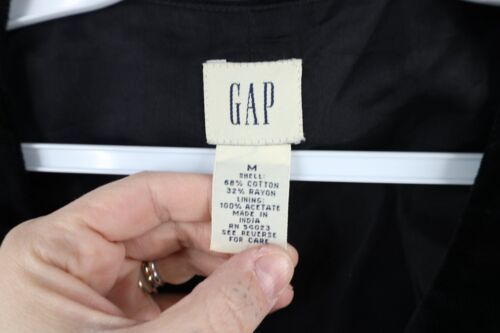 GAP
M
SHELL:
68% COTTON
32% RAYON
LINING:
100% ACETATE
MADE IN
INDIA
RN 54023
SEE REVERSE
FOR CARE